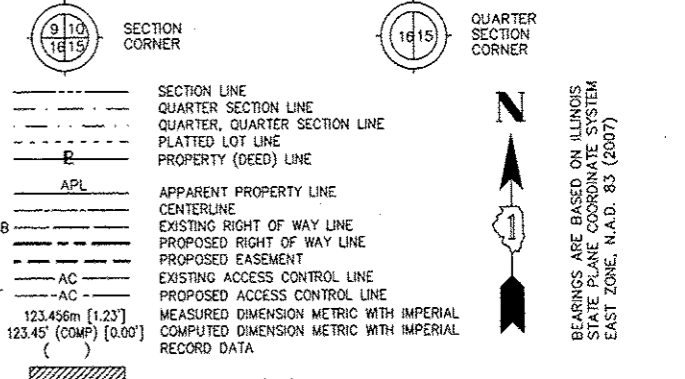 9 10
16 15
SECTION
CORNER
16 15
QUARTER
SECTION
CORNER
SECTION LINE
QUARTER SECTION LINE
QUARTER, QUARTER SECTION LINE
PLATTED LOT LINE
PROPERTY (DEED) LINE
APL
APPARENT PROPERTY LINE
CENTERLINE
B
EXISTING RIGHT OF WAY LINE
PROPOSED RIGHT OF WAY LINE
PROPOSED EASEMENT
AC
EXISTING ACCESS CONTROL LINE
AC
PROPOSED ACCESS CONTROL LINE
123.456m [1.23'] MEASURED DIMENSION METRIC WITH IMPERIAL
123.45' (COMP) [0.00'] COMPUTED DIMENSION METRIC WITH IMPERIAL
( ) RECORD DATA
N
1
BEARINGS ARE BASED ON ILLINOIS
STATE PLANE COORDINATE SYSTEM
EAST ZONE, N.A.D. 83 (2007)